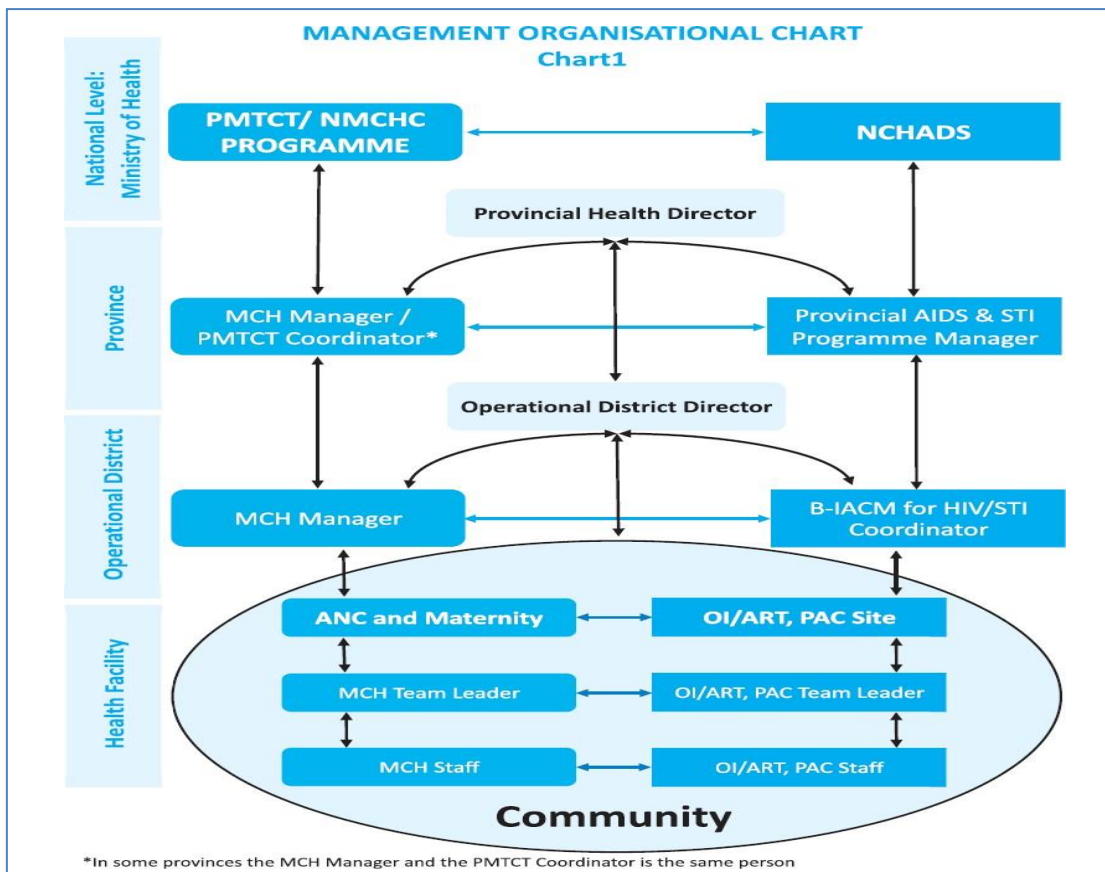 MANAGEMENT ORGANISATIONAL CHART
Chart1
National Level:
Ministry of Health
PMTCT/ NMCHC
PROGRAMME
NCHADS
Provincial Health Director
Province
MCH Manager /
PMTCT Coordinator*
Provincial AIDS & STI
Programme Manager
Operational District Director
Operational District
MCH Manager
B-IACM for HIV/STI
Coordinator
Health Facility
ANC and Maternity
OI/ART, PAC Site
MCH Team Leader
OI/ART, PAC Team Leader
MCH Staff
OI/ART, PAC Staff
Community
*In some provinces the MCH Manager and the PMTCT Coordinator is the same person